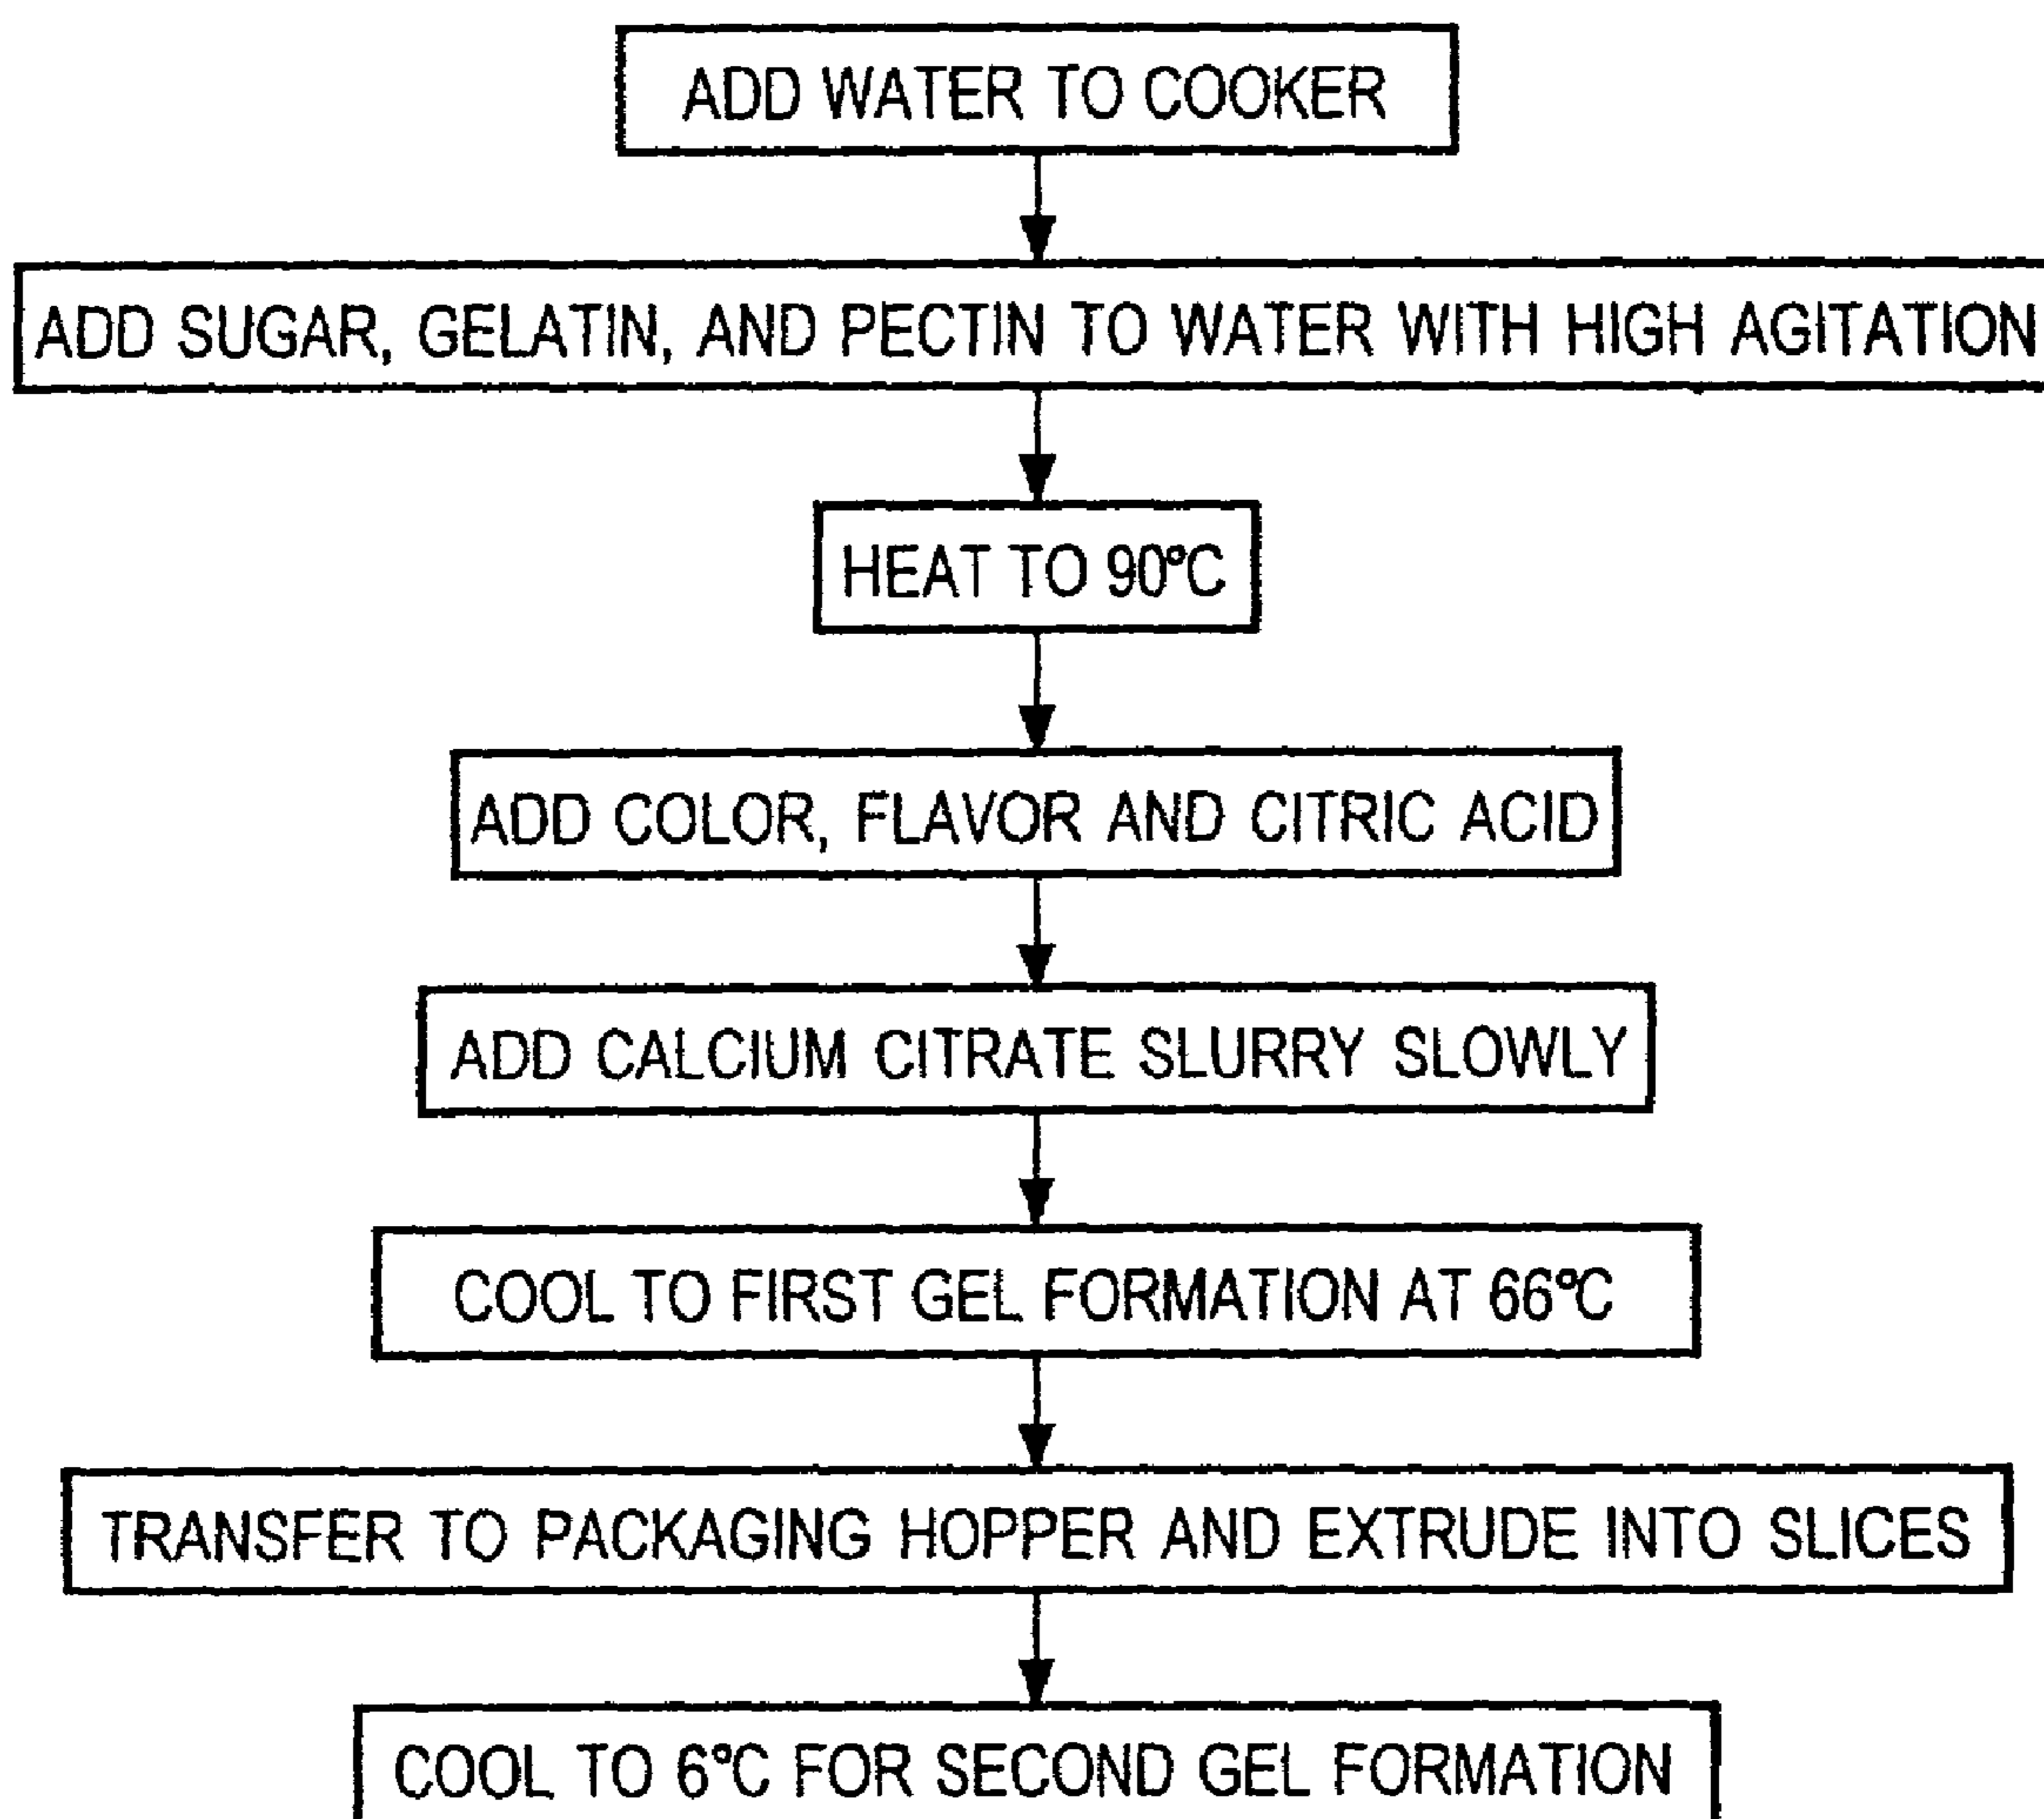 ADD WATER TO COOKER
ADD SUGAR, GELATIN, AND PECTIN TO WATER WITH HIGH AGITATION
HEAT TO 90°C
ADD COLOR, FLAVOR AND CITRIC ACID
ADD CALCIUM CITRATE SLURRY SLOWLY
COOL TO FIRST GEL FORMATION AT 66°C
TRANSFER TO PACKAGING HOPPER AND EXTRUDE INTO SLICES
COOL TO 6°C FOR SECOND GEL FORMATION